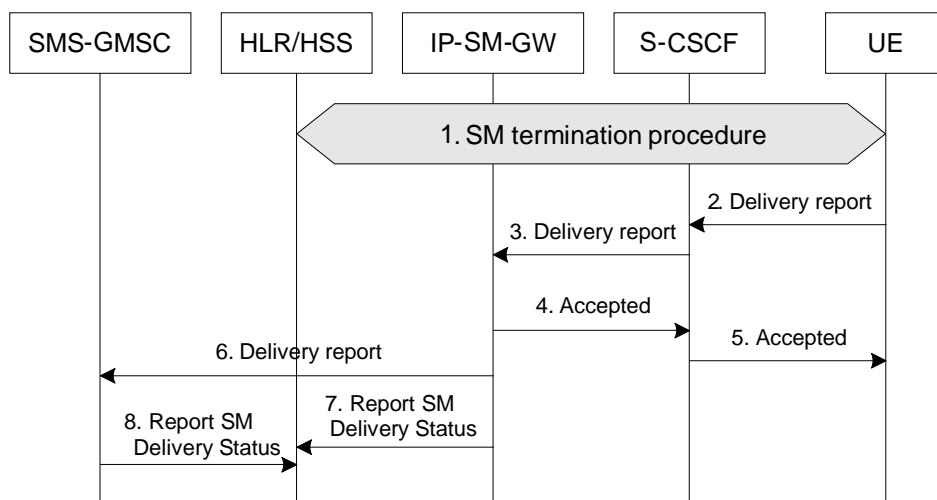 SMS-GMSC
HLR/HSS
IP-SM-GW
S-CSCF
UE
1. SM termination procedure
2. Delivery report
3. Delivery report
4. Accepted
5. Accepted
6. Delivery report
7. Report SM
Delivery Status
8. Report SM
Delivery Status